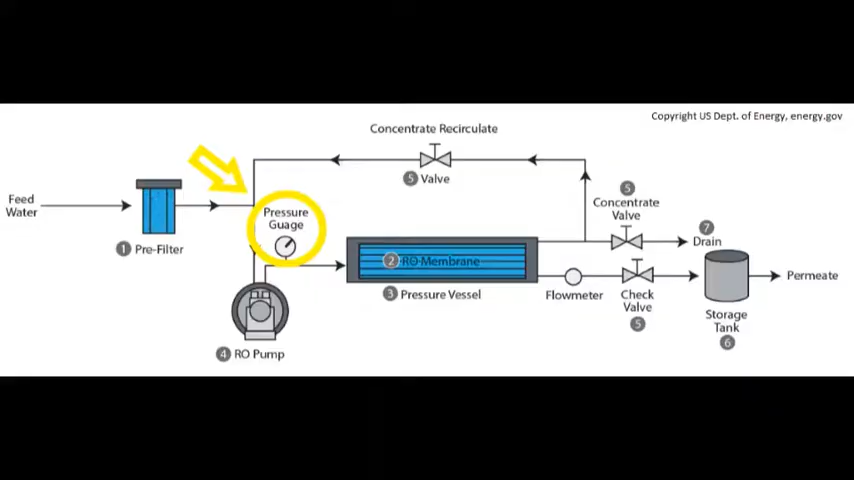 Copyright US Dept. of Energy, energy.gov
Concentrate Recirculate
5 Valve
5
Concentrate
Valve
Feed
Water
Pressure
Guage
7
Drain
1 Pre-Filter
2 RO Membrane
3 Pressure Vessel
Flowmeter
Check
Valve
5
Permeate
Storage
Tank
6
4 RO Pump